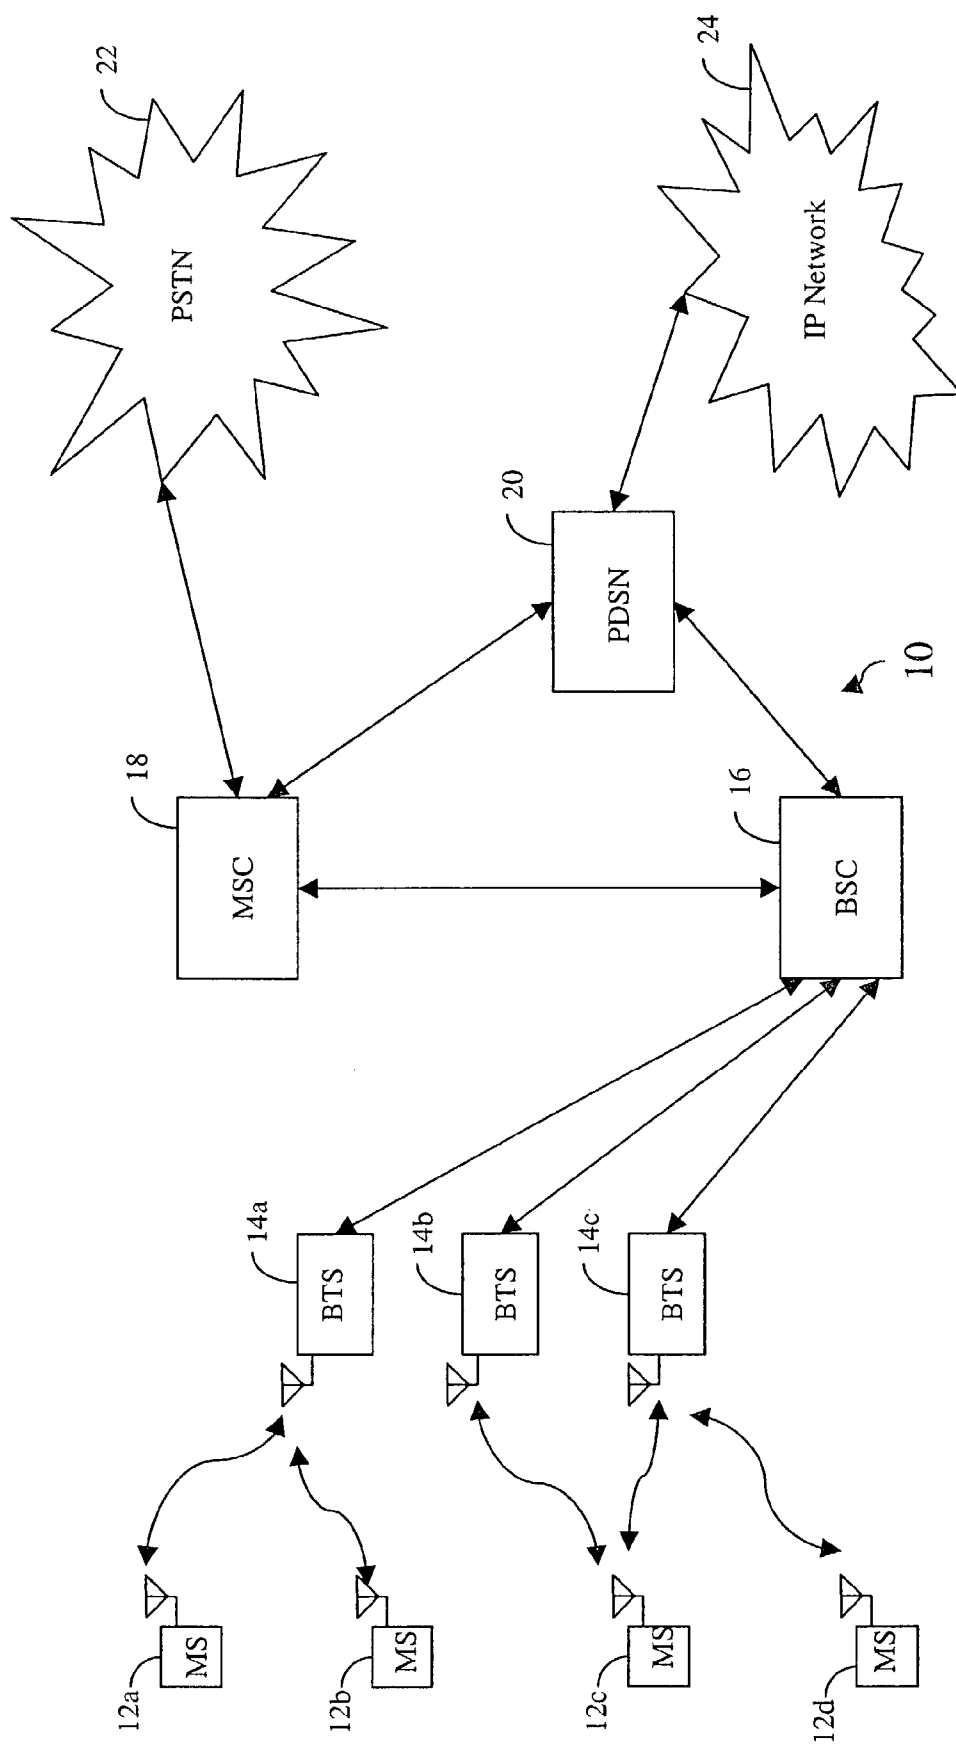 22
PSTN
24
IP Network
18
MSC
20
PDSN
10
16
BSC
14a
BTS
14b
BTS
14c
BTS
12a
MS
12b
MS
12c
MS
12d
MS